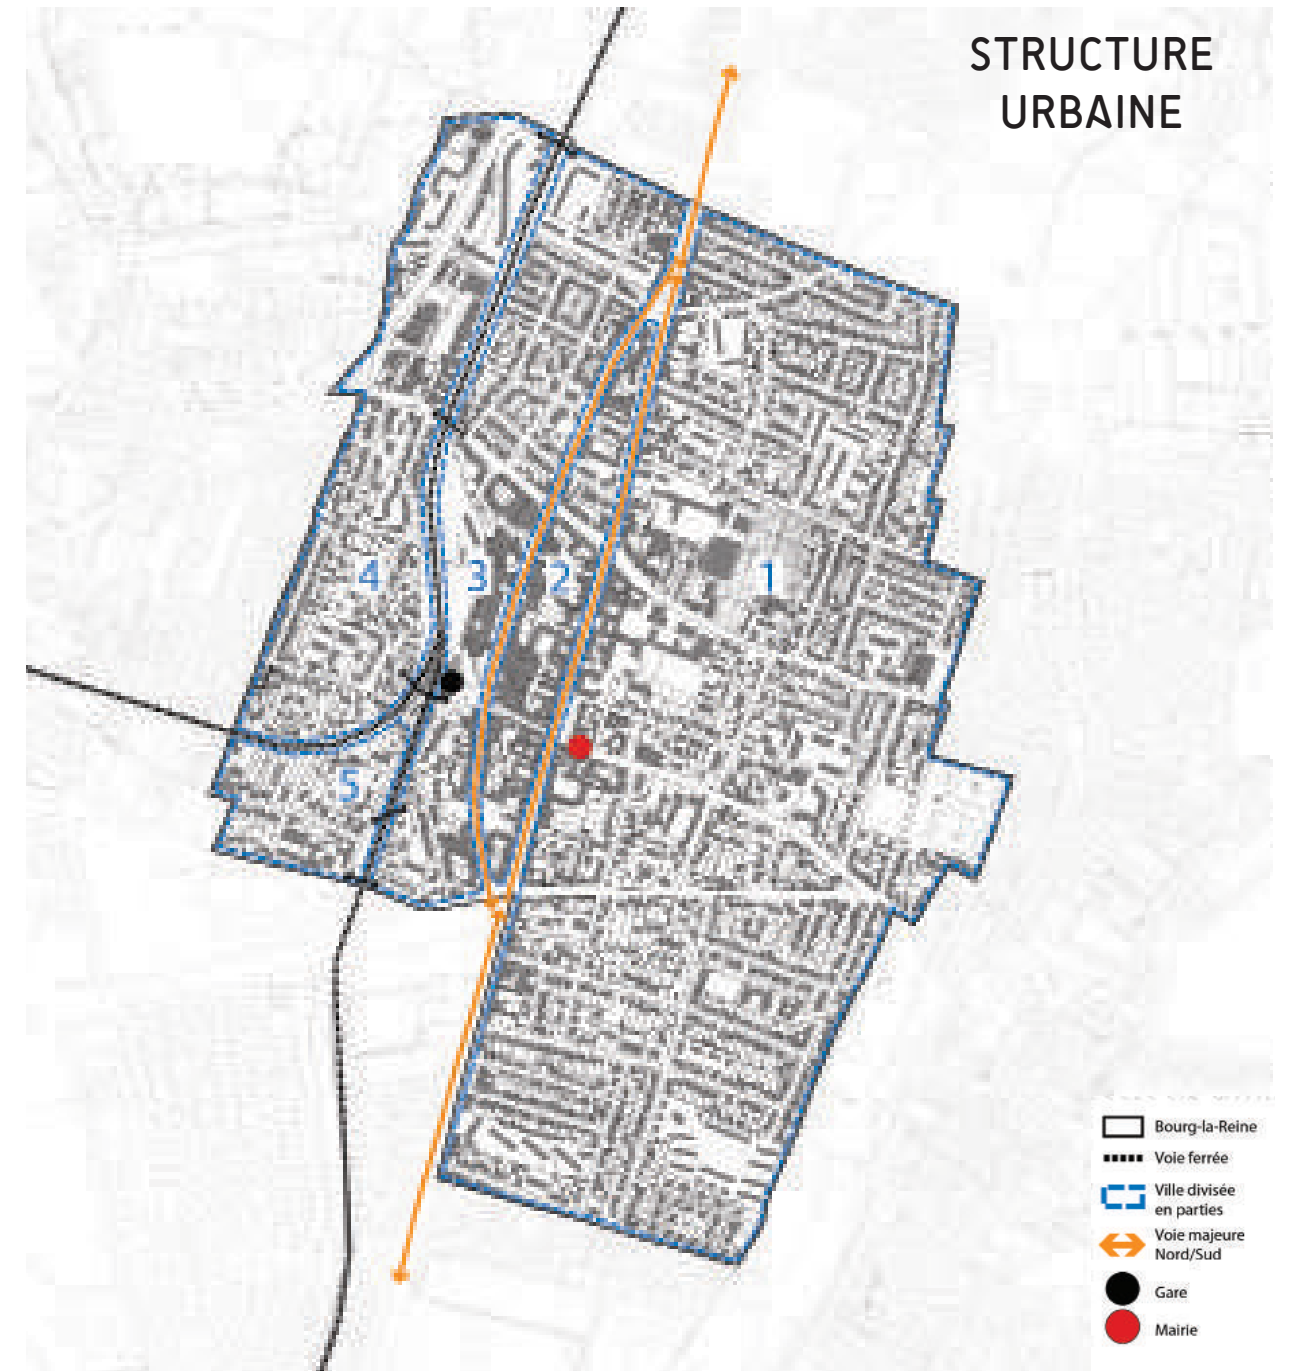 STRUCTURE
URBAINE
4
3
2
1
5
Bourg-la-Reine
Voie ferrée
Ville divisée
en parties
Voie majeure
Nord/Sud
Gare
Mairie